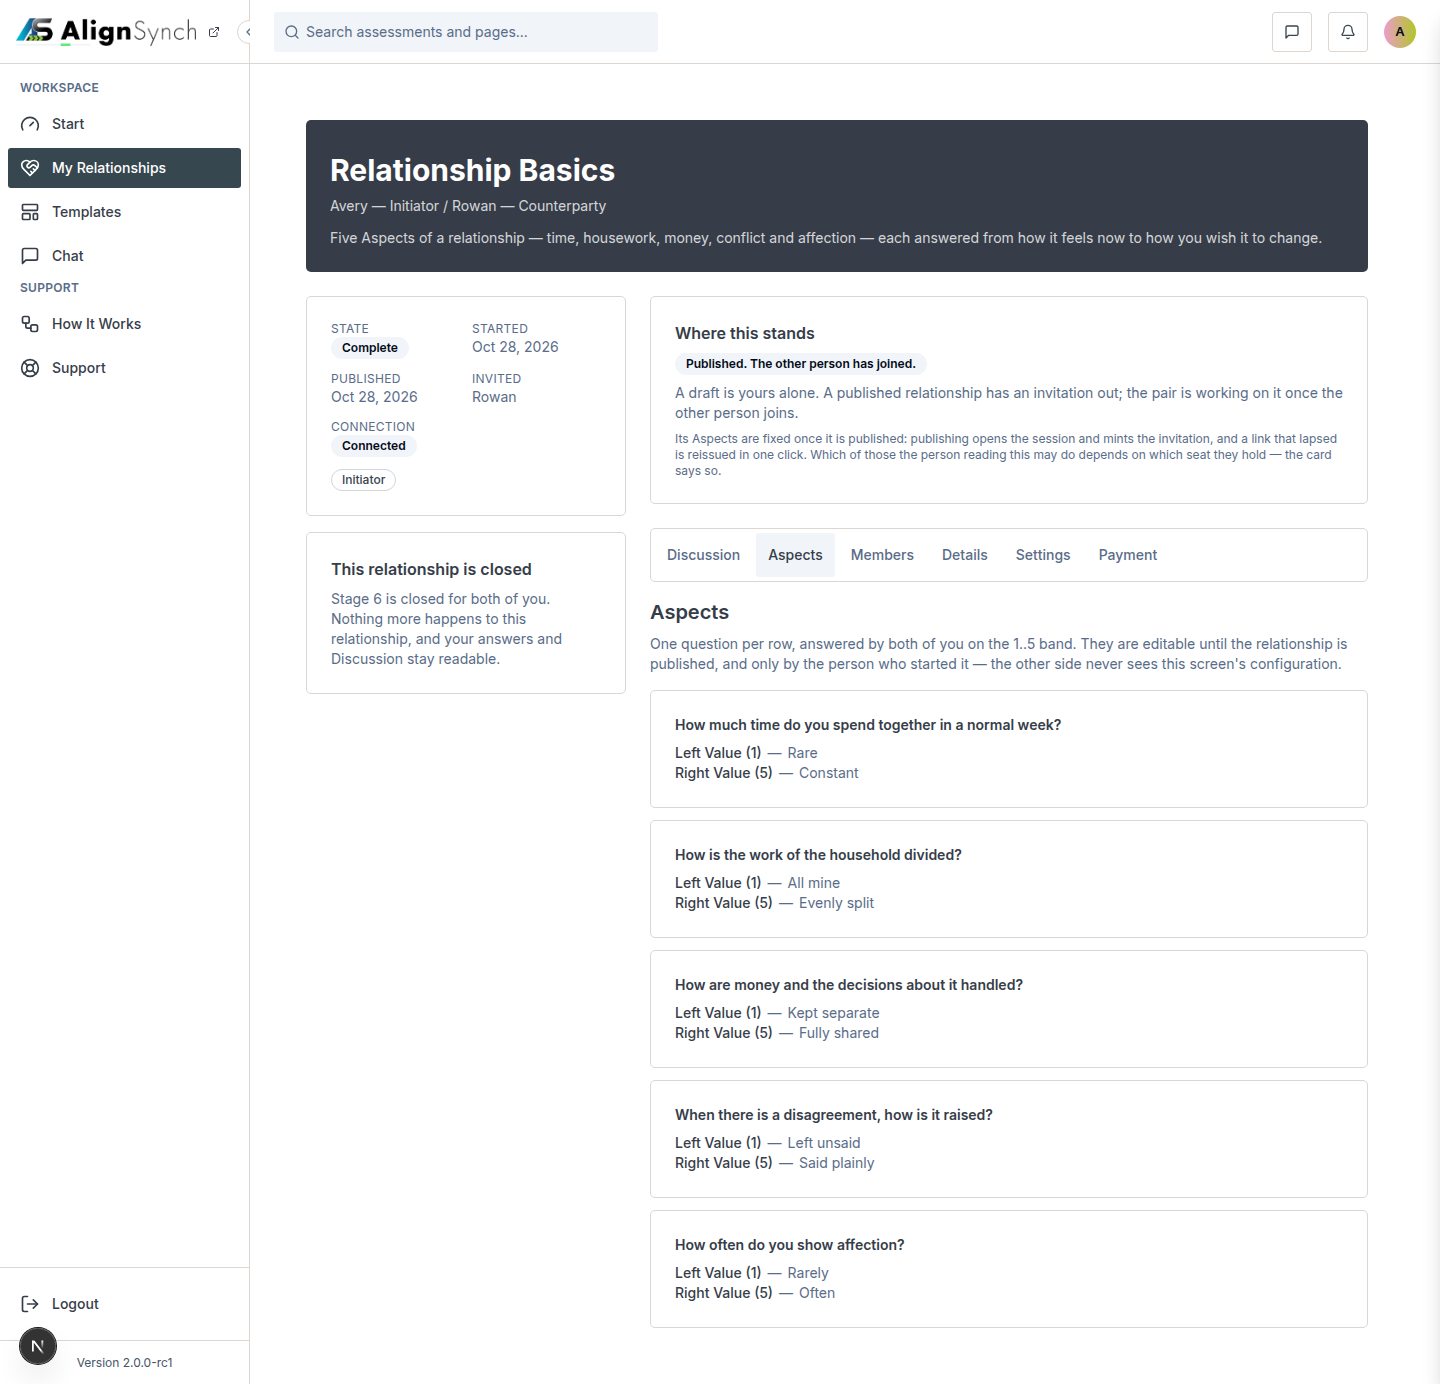 AlignSynch
Search assessments and pages...
A
WORKSPACE
Start
My Relationships
Templates
Chat
SUPPORT
How It Works
Support
Logout
N
Version 2.0.0-rc1
Relationship Basics
Avery — Initiator / Rowan — Counterparty
Five Aspects of a relationship — time, housework, money, conflict and affection — each answered from how it feels now to how you wish it to change.
STATE
Complete
STARTED
Oct 28, 2026
PUBLISHED
Oct 28, 2026
INVITED
Rowan
CONNECTION
Connected
Initiator
This relationship is closed
Stage 6 is closed for both of you.
Nothing more happens to this
relationship, and your answers and
Discussion stay readable.
Where this stands
Published. The other person has joined.
A draft is yours alone. A published relationship has an invitation out; the pair is working on it once the
other person joins.
Its Aspects are fixed once it is published: publishing opens the session and mints the invitation, and a link that lapsed
is reissued in one click. Which of those the person reading this may do depends on which seat they hold — the card
says so.
Discussion
Aspects
Members
Details
Settings
Payment
Aspects
One question per row, answered by both of you on the 1..5 band. They are editable until the relationship is
published, and only by the person who started it — the other side never sees this screen's configuration.
How much time do you spend together in a normal week?
Left Value (1) — Rare
Right Value (5) — Constant
How is the work of the household divided?
Left Value (1) — All mine
Right Value (5) — Evenly split
How are money and the decisions about it handled?
Left Value (1) — Kept separate
Right Value (5) — Fully shared
When there is a disagreement, how is it raised?
Left Value (1) — Left unsaid
Right Value (5) — Said plainly
How often do you show affection?
Left Value (1) — Rarely
Right Value (5) — Often